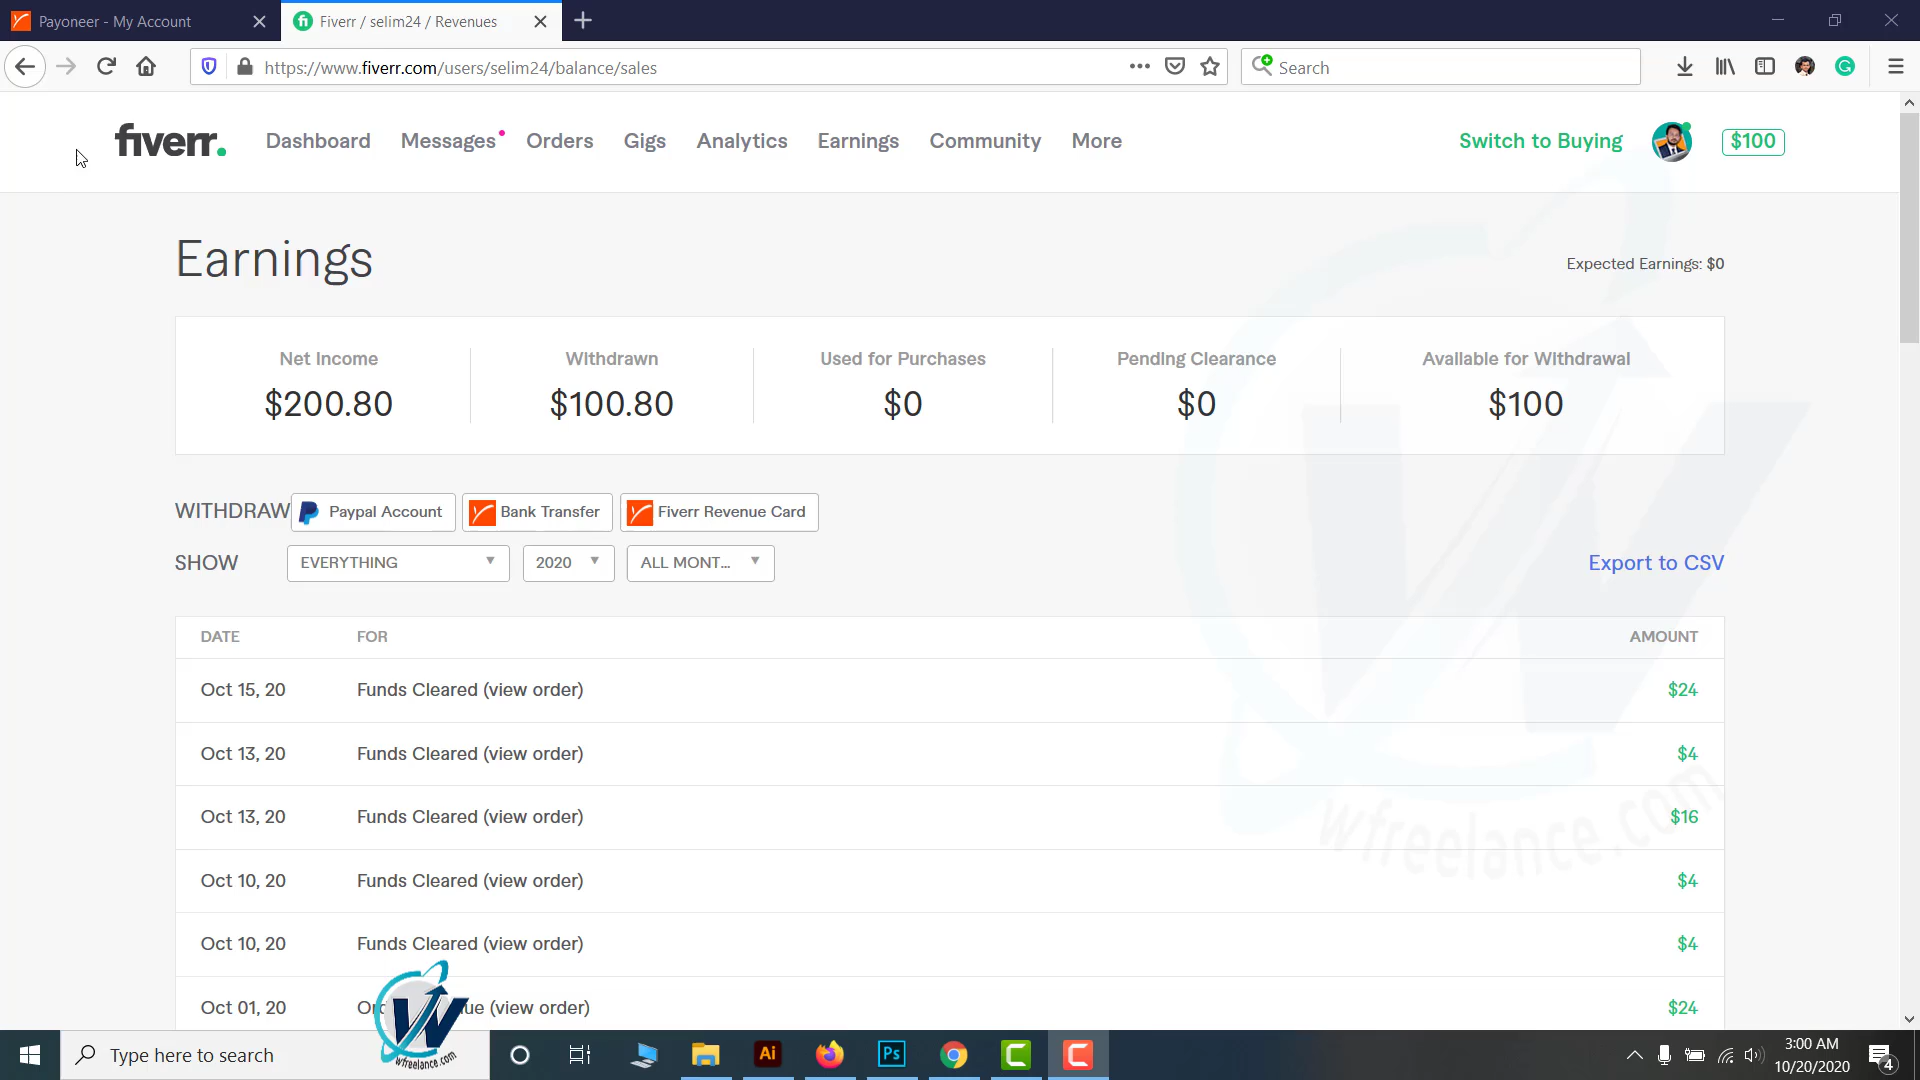 Payoneer - My Account
Fiverr / selim24 / Revenues
https://www.fiverr.com/users/selim24/balance/sales
Search
fiverr.
Dashboard Messages Orders Gigs Analytics Earnings Community More
Switch to Buying
$100
Earnings
Expected Earnings: $0
Net Income Withdrawn Used for Purchases Pending Clearance Available for Withdrawal
$200.80 $100.80 $0 $0 $100
WITHDRAW Paypal Account Bank Transfer Fiverr Revenue Card
SHOW EVERYTHING 2020 ALL MONT... Export to CSV
DATE FOR AMOUNT
Oct 15, 20 Funds Cleared (view order) $24
Oct 13, 20 Funds Cleared (view order) $4
Oct 13, 20 Funds Cleared (view order) $16
Oct 10, 20 Funds Cleared (view order) $4
Oct 10, 20 Funds Cleared (view order) $4
Oct 01, 20 (view order) $24
wfreelance.com
Type here to search
wfreelance.com
Ai
Ps
3:00 AM
10/20/2020
4